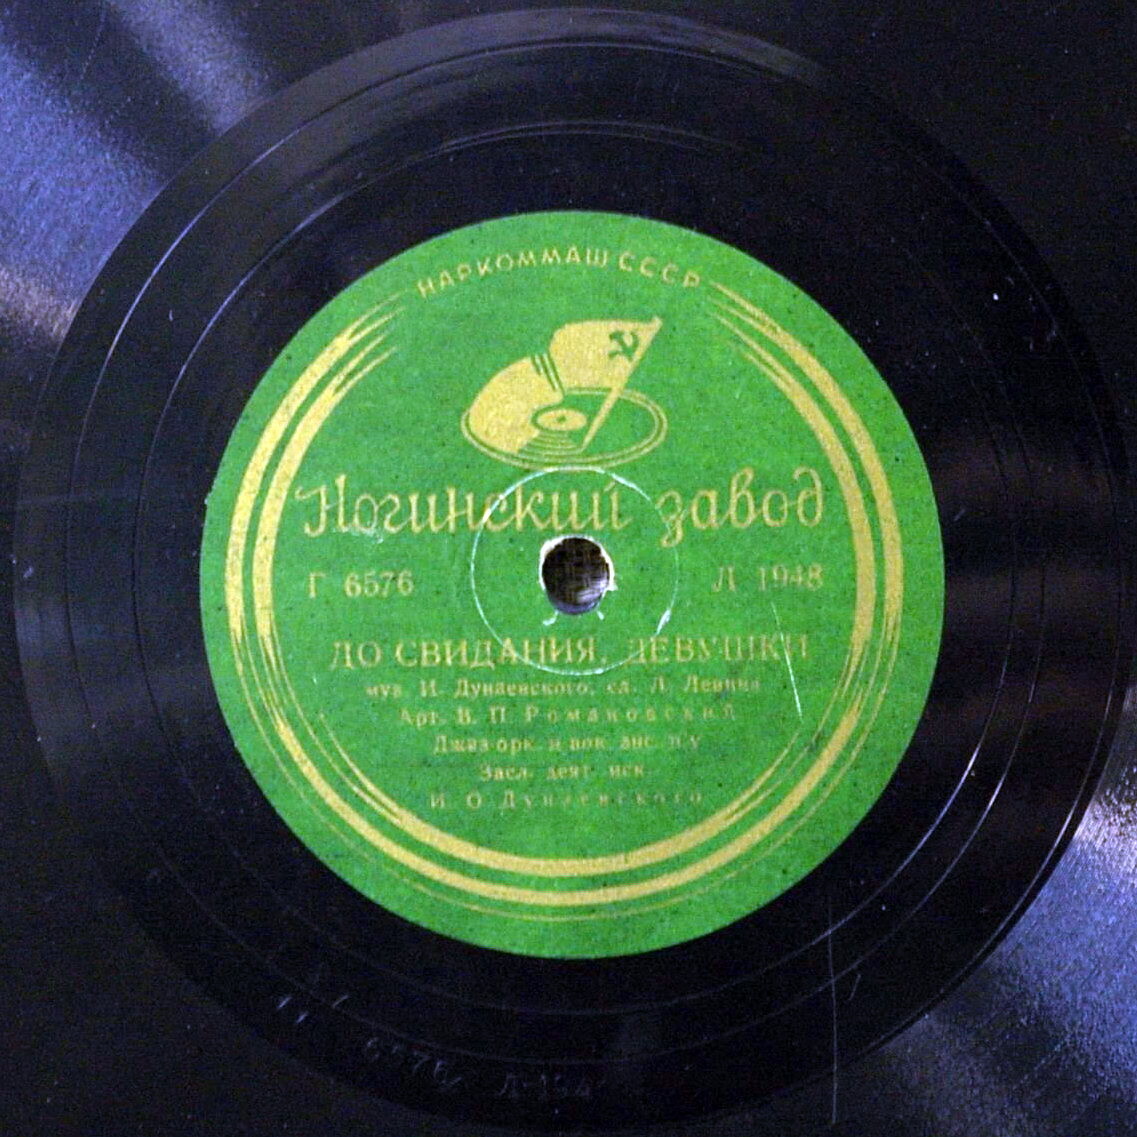 НАРКОММАШ СССР
Ногинский завод
Г 6576 Л 1948
ДО СВИДАНИЯ, ДЕВУШКИ
муз. И. Дунаевского, сл. Л. Левина
Арт. В. П. Романовский
Джаз-орк. и вок. анс. п/у
Засл. деят. иск.
И. О. Дунаевского
6576